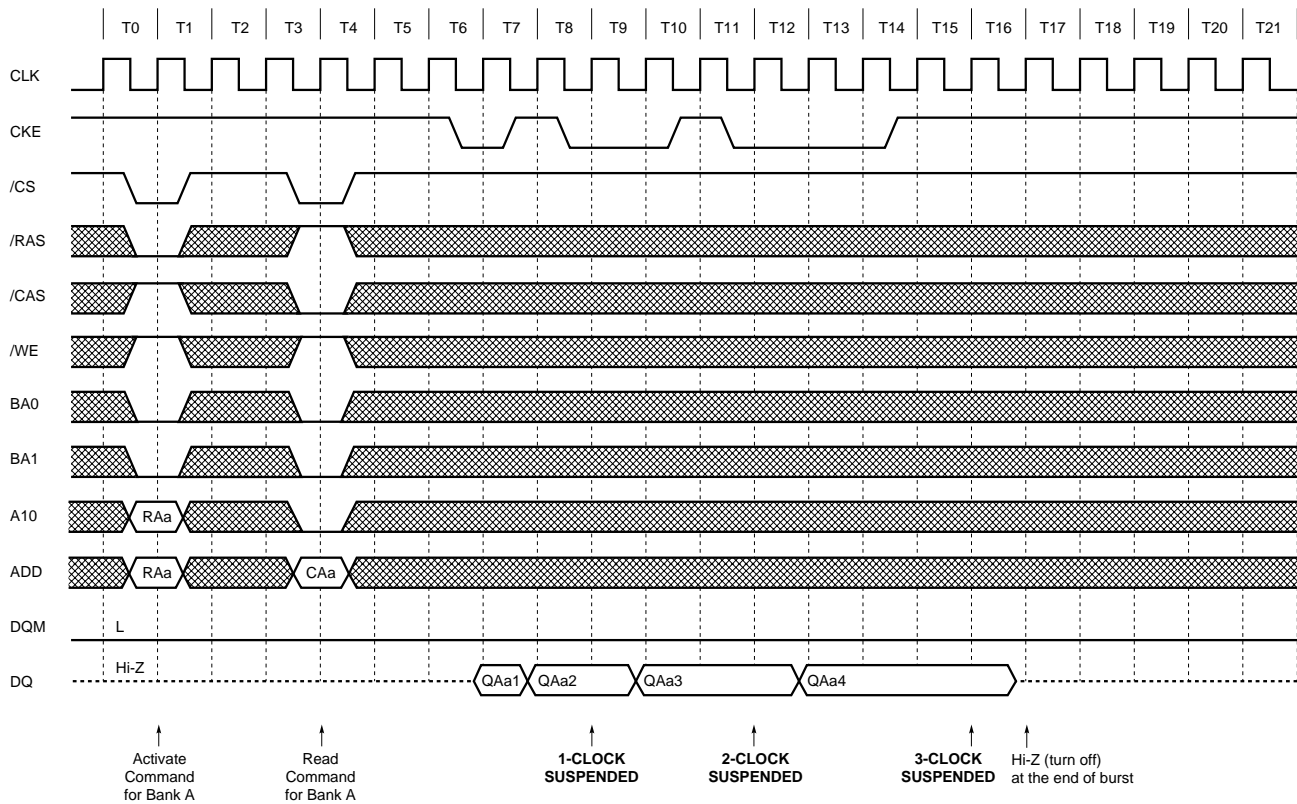 T0 T1 T2 T3 T4 T5 T6 T7 T8 T9 T10 T11 T12 T13 T14 T15 T16 T17 T18 T19 T20 T21
CLK
CKE
/CS
/RAS
/CAS
/WE
BA0
BA1
A10 RAa
ADD RAa CAa
DQM L
DQ Hi-Z QAa1 QAa2 QAa3 QAa4
Activate
Command
for Bank A
Read
Command
for Bank A
1-CLOCK
SUSPENDED
2-CLOCK
SUSPENDED
3-CLOCK
SUSPENDED
Hi-Z (turn off)
at the end of burst